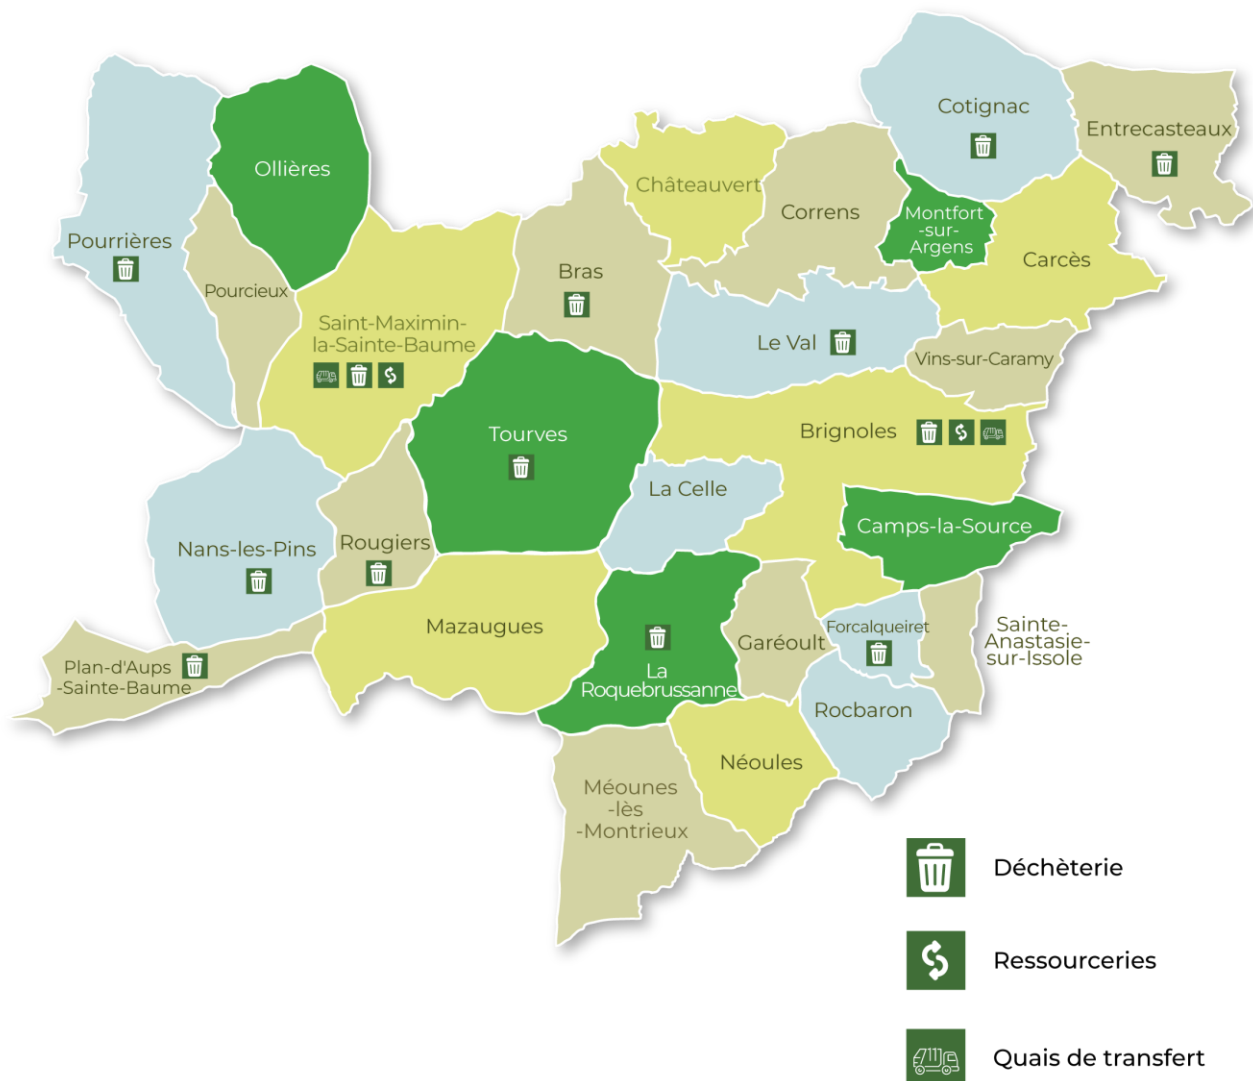 Cotignac
Entrecasteaux
Ollières
Châteauvert
Correns
Montfort
-sur-
Argens
Pourrières
Carcès
Bras
Pourcieux
Saint-Maximin-
la-Sainte-Baume
Le Val
Vins-sur-Caramy
Tourves
Brignoles
La Celle
Camps-la-Source
Nans-les-Pins
Rougiers
Mazaugues
Garéoult
Forcalqueiret
Sainte-
Anastasie-
sur-Issole
Plan-d'Aups
-Sainte-Baume
La
Roquebrussanne
Rocbaron
Néoules
Méounes
-lès
-Montrieux
Déchèterie
Ressourceries
Quais de transfert